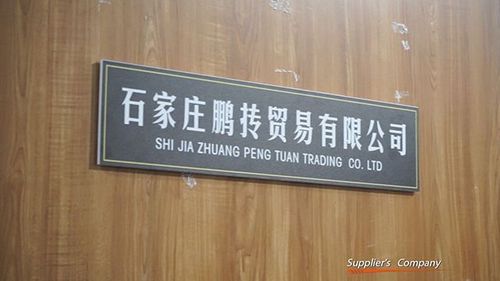 石家庄鹏抟贸易有限公司
SHI JIA ZHUANG PENG TUAN TRADING CO. LTD
Supplier's Company